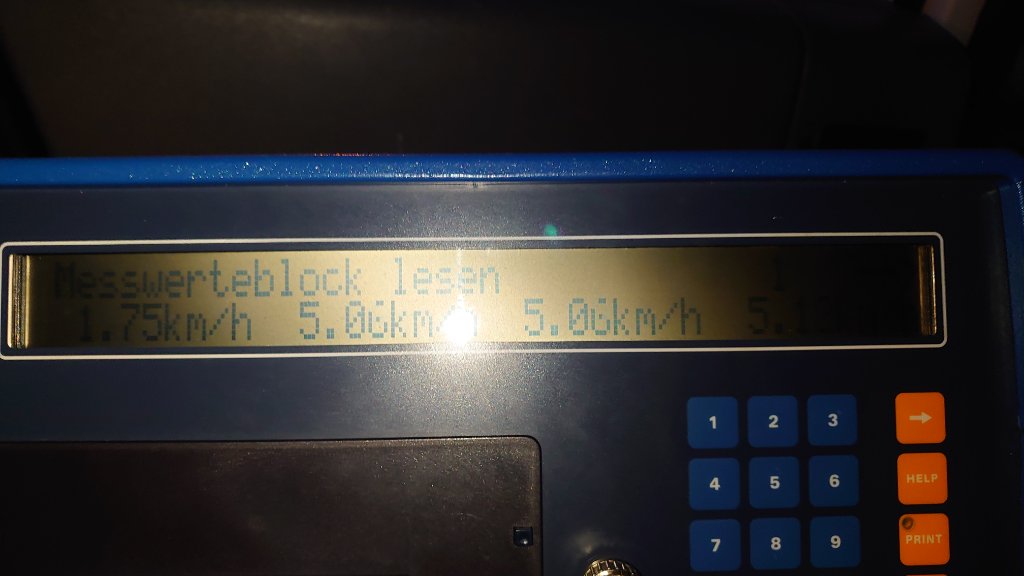 Messwerteblock lesen 1
1.75km/h 5.06km/h 5.06km/h
1 2 3 →
4 5 6 HELP
7 8 9 PRINT